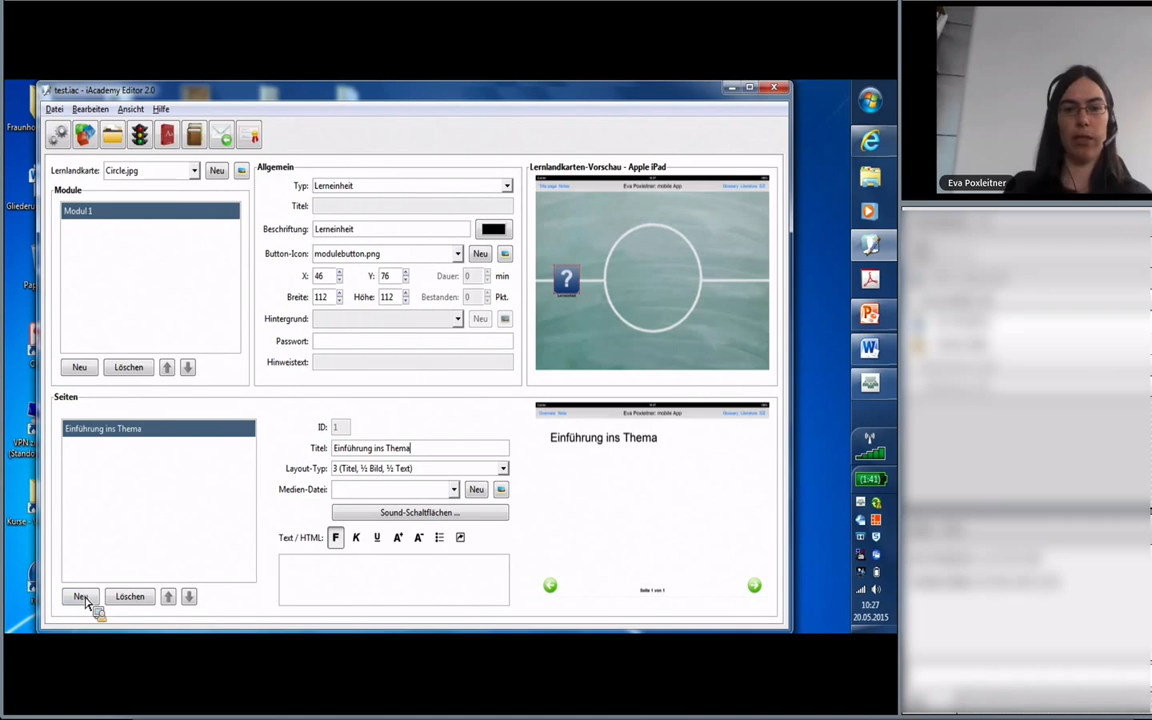 test.iac - iAcademy Editor 2.0
Datei Bearbeiten Ansicht Hilfe
Lernlandkarte: Circle.jpg Neu
Module
Modul 1
Neu Löschen
Allgemein
Typ: Lerneinheit
Titel:
Beschriftung: Lerneinheit
Button-Icon: modulebutton.png Neu
X: 46 Y: 76 Dauer: 0 min
Breite: 112 Höhe: 112 Bestanden: 0 Pkt.
Hintergrund: Neu
Passwort:
Hinweistext:
Lernlandkarten-Vorschau - Apple iPad
Eva Poxleitner: mobile App
?
Lerneinheit
Seiten
Einführung ins Thema
Neu Löschen
ID: 1
Titel: Einführung ins Thema
Layout-Typ: 3 (Titel, ½ Bild, ½ Text)
Medien-Datei: Neu
Sound-Schaltflächen ...
Text / HTML: F K U A+ A-
Eva Poxleitner: mobile App
Einführung ins Thema
Seite 1 von 1
Eva Poxleitner
(1:41)
10:27
20.05.2015